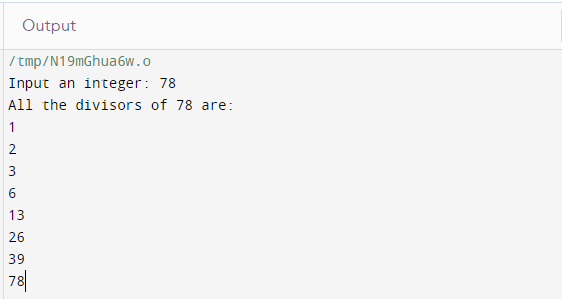 Output
/tmp/N19mGhua6w.o
Input an integer: 78
All the divisors of 78 are:
1
2
3
6
13
26
39
78